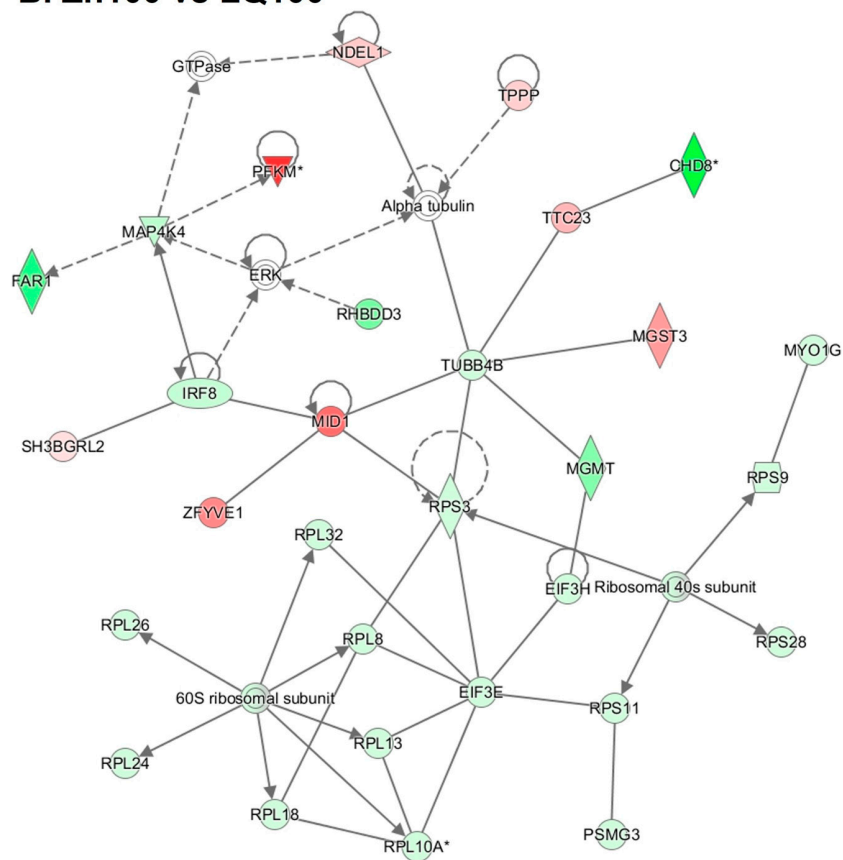 NDEL1
GTPase
TPPP
PFKM*
CHD8*
Alpha tubulin
TTC23
MAP4K4
FAR1
ERK
RHBDD3
MGST3
MYO1G
TUBB4B
IRF8
MID1
SH3BGRL2
MGMT
RPS9
ZFYVE1
RPS3
RPL32
EIF3H
Ribosomal 40s subunit
RPL26
RPL8
RPS28
60S ribosomal subunit
EIF3E
RPS11
RPL13
RPL24
RPL18
PSMG3
RPL10A*